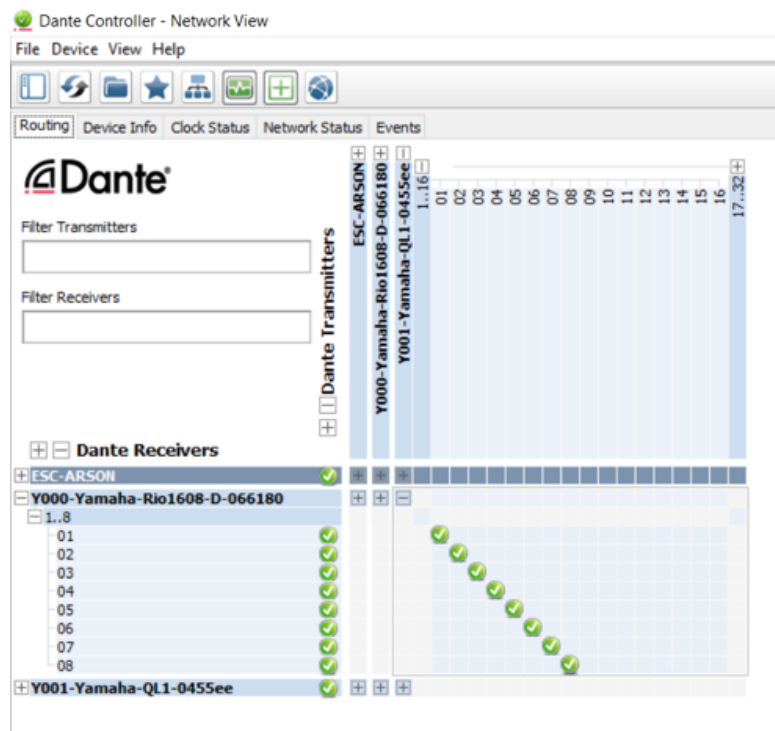 Dante Controller - Network View
File Device View Help
Routing Device Info Clock Status Network Status Events
Dante®
Filter Transmitters
Filter Receivers
Dante Transmitters
ESC-ARSON
Y000-Yamaha-Rio1608-D-066180
Y001-Yamaha-QL1-0455ee
1..16
01
02
03
04
05
06
07
08
09
10
11
12
13
14
15
16
17..32
Dante Receivers
ESC-ARSON
Y000-Yamaha-Rio1608-D-066180
1..8
01
02
03
04
05
06
07
08
Y001-Yamaha-QL1-0455ee